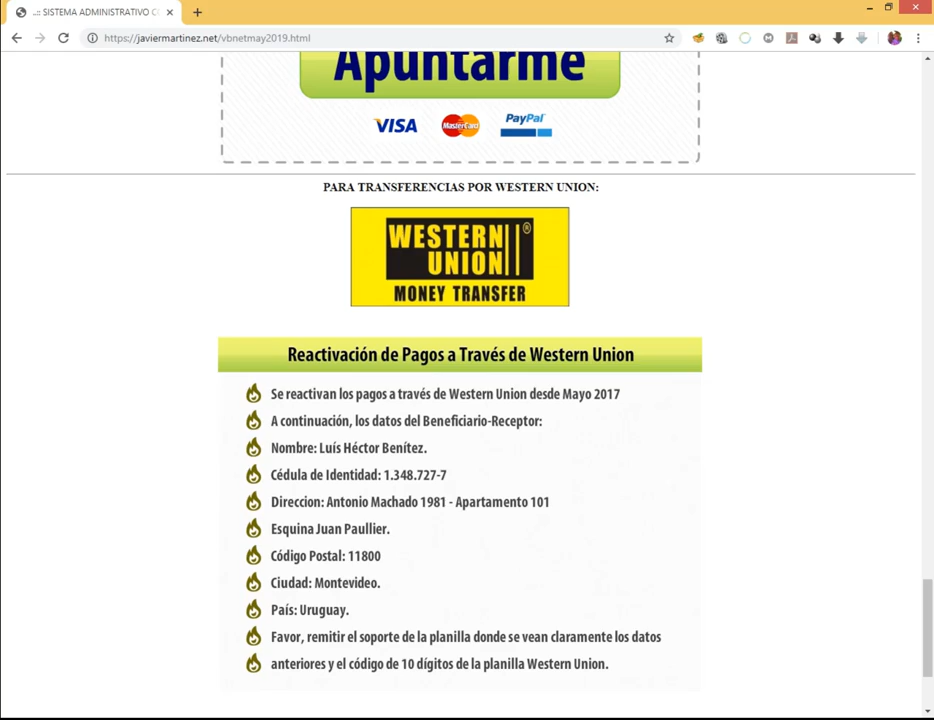 ..:: SISTEMA ADMINISTRATIVO CO
https://javiermartinez.net/vbnetmay2019.html
Apuntarme
VISA MasterCard PayPal
PARA TRANSFERENCIAS POR WESTERN UNION:
WESTERN
UNION ®
MONEY TRANSFER
Reactivación de Pagos a Través de Western Union
Se reactivan los pagos a través de Western Union desde Mayo 2017
A continuación, los datos del Beneficiario-Receptor:
Nombre: Luís Héctor Benítez.
Cédula de Identidad: 1.348.727-7
Direccion: Antonio Machado 1981 - Apartamento 101
Esquina Juan Paullier.
Código Postal: 11800
Ciudad: Montevideo.
País: Uruguay.
Favor, remitir el soporte de la planilla donde se vean claramente los datos
anteriores y el código de 10 dígitos de la planilla Western Union.